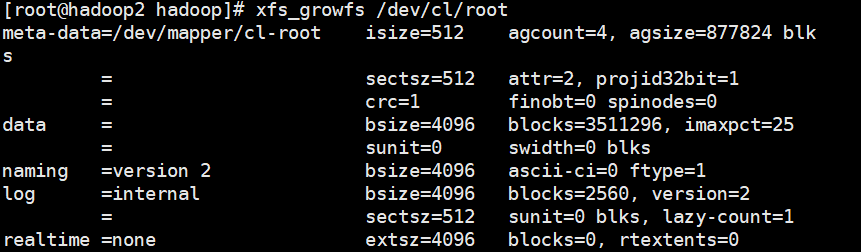 [root@hadoop2 hadoop]# xfs_growfs /dev/cl/root
meta-data=/dev/mapper/cl-root    isize=512    agcount=4, agsize=877824 blk
s
         =                       sectsz=512   attr=2, projid32bit=1
         =                       crc=1        finobt=0 spinodes=0
data     =                       bsize=4096   blocks=3511296, imaxpct=25
         =                       sunit=0      swidth=0 blks
naming   =version 2              bsize=4096   ascii-ci=0 ftype=1
log      =internal               bsize=4096   blocks=2560, version=2
         =                       sectsz=512   sunit=0 blks, lazy-count=1
realtime =none                   extsz=4096   blocks=0, rtextents=0